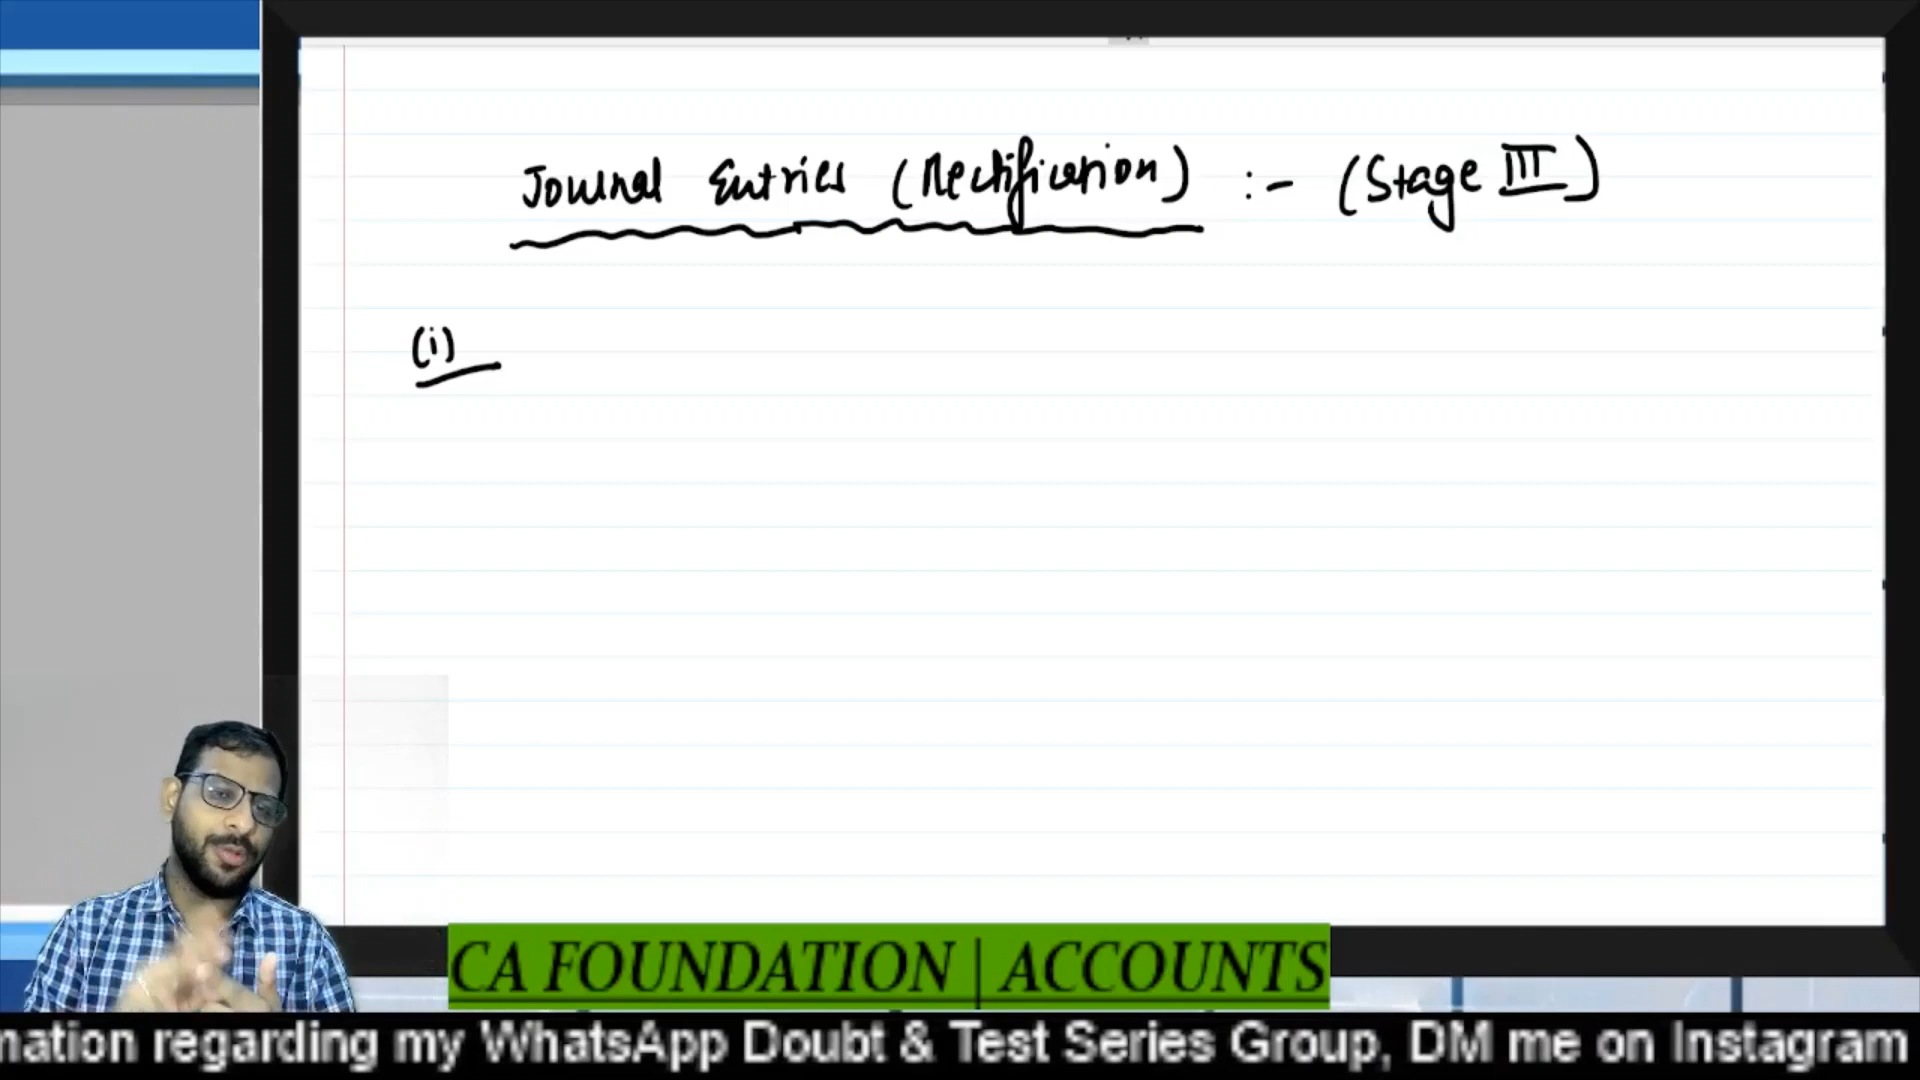 Journal Entries (Rectification) :- (Stage III)
(i)
CA FOUNDATION | ACCOUNTS
mation regarding my WhatsApp Doubt & Test Series Group, DM me on Instagram